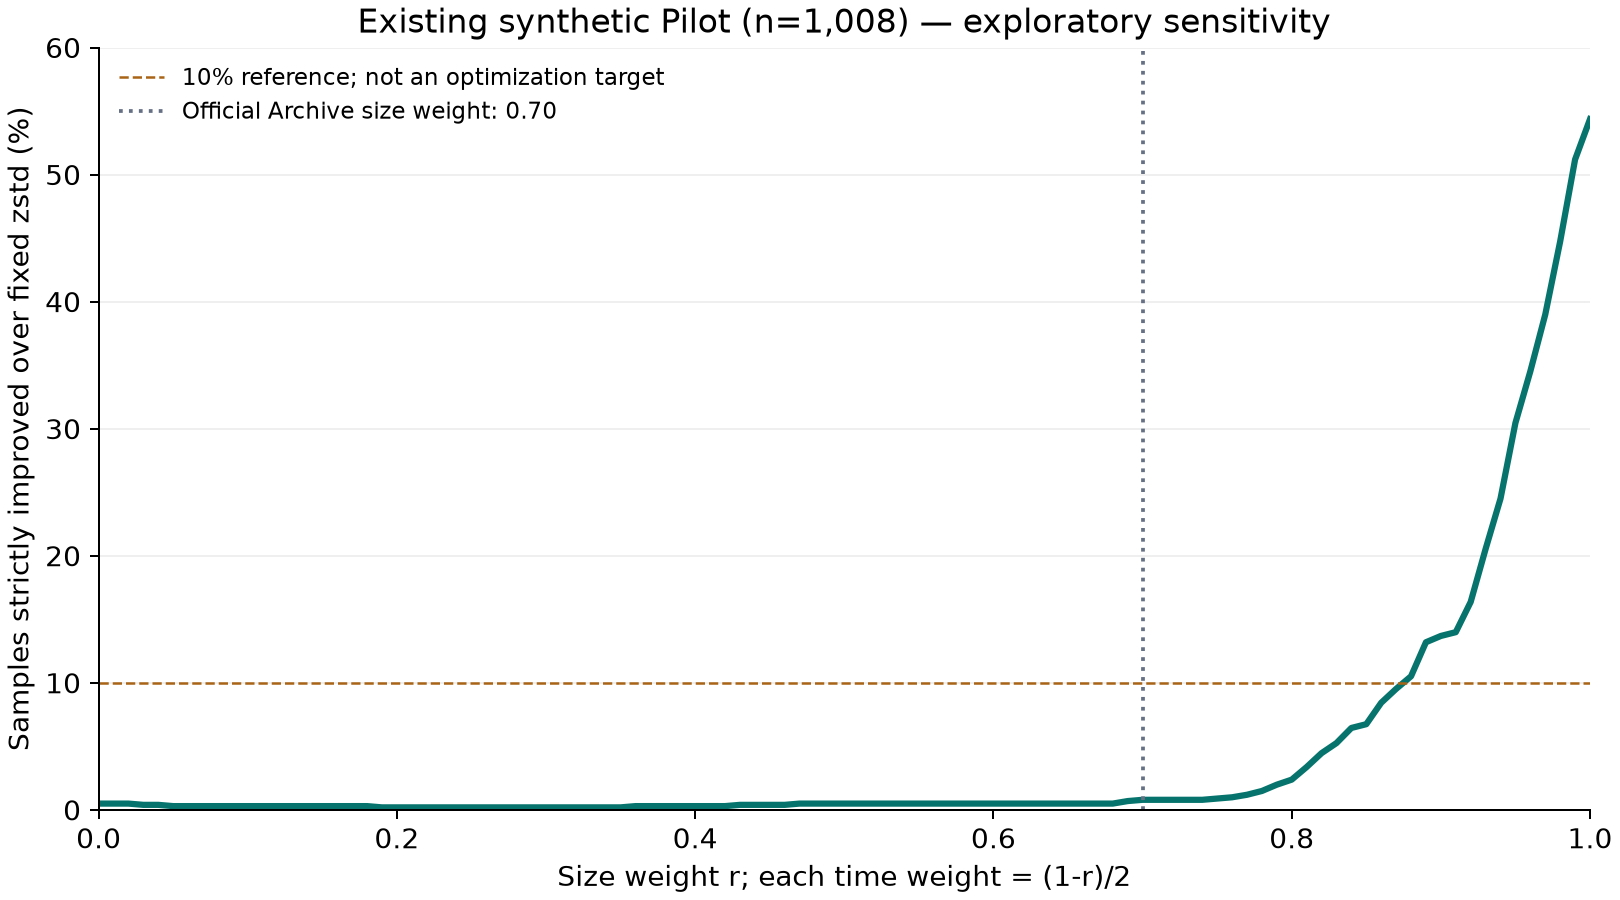 Existing synthetic Pilot (n=1,008) — exploratory sensitivity
10% reference; not an optimization target
Official Archive size weight: 0.70
Samples strictly improved over fixed zstd (%)
60
50
40
30
20
10
0
0.0 0.2 0.4 0.6 0.8 1.0
Size weight r; each time weight = (1-r)/2